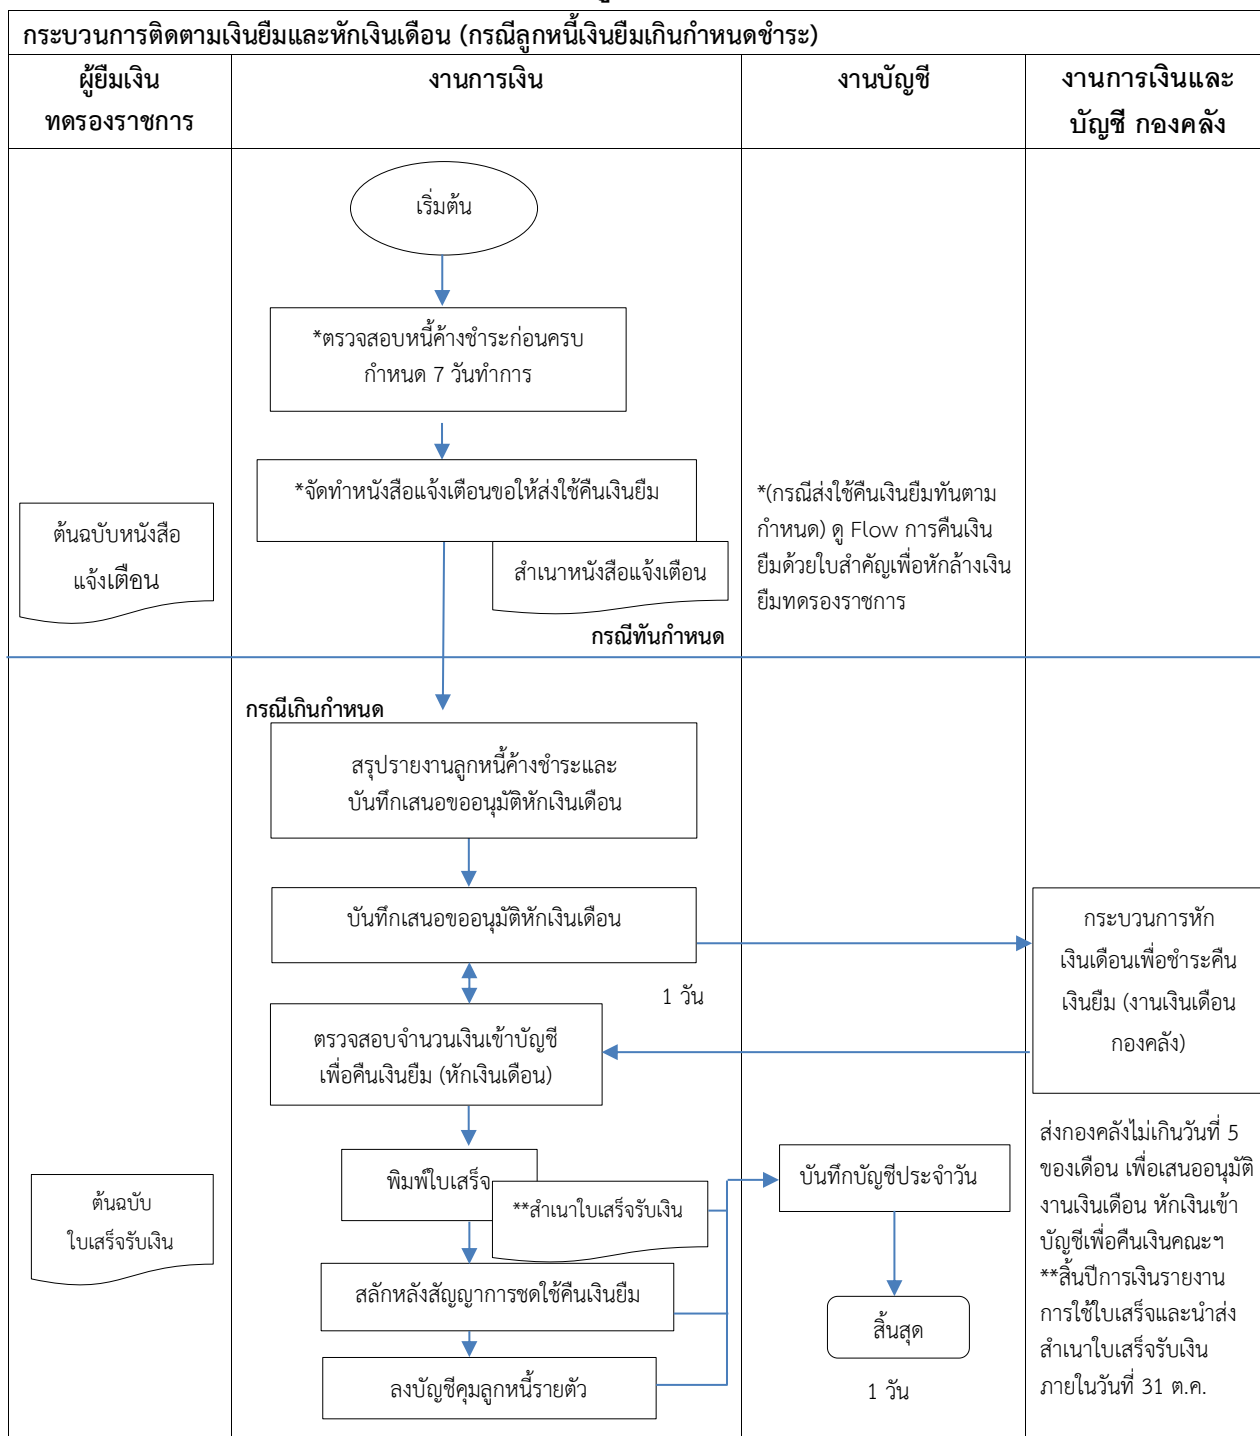 กระบวนการติดตามเงินยืมและหักเงินเดือน (กรณีลูกหนี้เงินยืมเกินกำหนดชำระ)
ผู้ยืมเงิน
ทดรองราชการ
งานการเงิน
งานบัญชี
งานการเงินและ
บัญชี กองคลัง
เริ่มต้น
*ตรวจสอบหนี้ค้างชำระก่อนครบ
กำหนด 7 วันทำการ
*จัดทำหนังสือแจ้งเตือนขอให้ส่งใช้คืนเงินยืม
ต้นฉบับหนังสือ
แจ้งเตือน
สำเนาหนังสือแจ้งเตือน
*(กรณีส่งใช้คืนเงินยืมทันตาม
กำหนด) ดู Flow การคืนเงิน
ยืมด้วยใบสำคัญเพื่อหักล้างเงิน
ยืมทดรองราชการ
กรณีทันกำหนด
กรณีเกินกำหนด
สรุปรายงานลูกหนี้ค้างชำระและ
บันทึกเสนอขออนุมัติหักเงินเดือน
บันทึกเสนอขออนุมัติหักเงินเดือน
กระบวนการหัก
เงินเดือนเพื่อชำระคืน
เงินยืม (งานเงินเดือน
กองคลัง)
1 วัน
ตรวจสอบจำนวนเงินเข้าบัญชี
เพื่อคืนเงินยืม (หักเงินเดือน)
พิมพ์ใบเสร็จ
**สำเนาใบเสร็จรับเงิน
ต้นฉบับ
ใบเสร็จรับเงิน
บันทึกบัญชีประจำวัน
ส่งกองคลังไม่เกินวันที่ 5
ของเดือน เพื่อเสนออนุมัติ
งานเงินเดือน หักเงินเข้า
บัญชีเพื่อคืนเงินคณะฯ
**สิ้นปีการเงินรายงาน
การใช้ใบเสร็จและนำส่ง
สำเนาใบเสร็จรับเงิน
ภายในวันที่ 31 ต.ค.
สลักหลังสัญญาการชดใช้คืนเงินยืม
สิ้นสุด
ลงบัญชีคุมลูกหนี้รายตัว
1 วัน